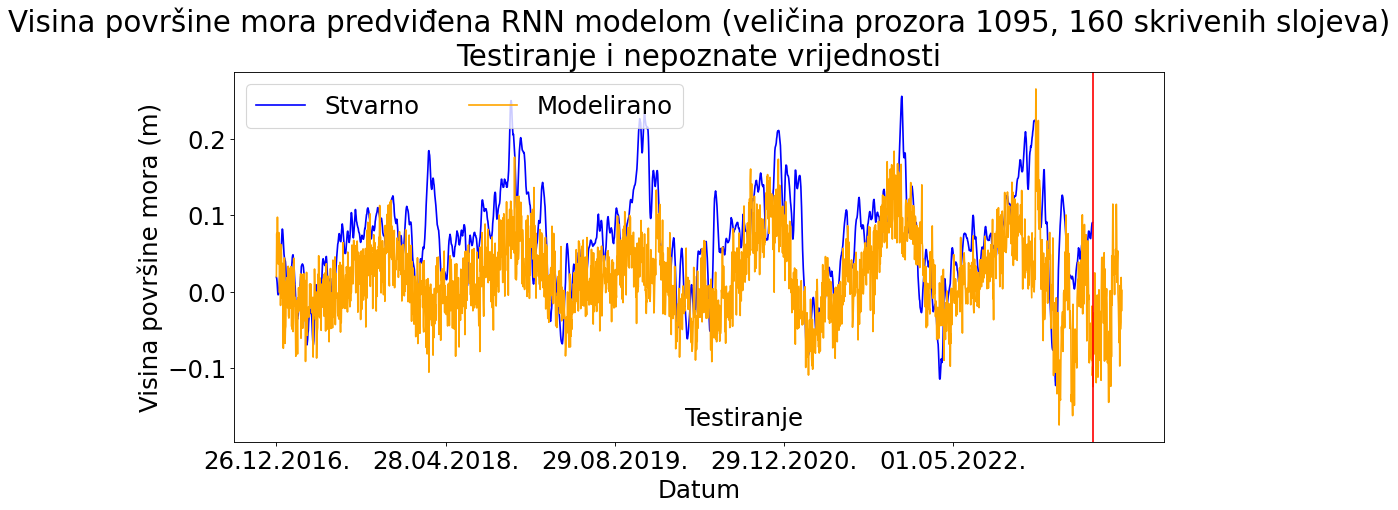 Visina površine mora predviđena RNN modelom (veličina prozora 1095, 160 skrivenih slojeva)
Testiranje i nepoznate vrijednosti
Stvarno
Modelirano
Visina površine mora (m)
0.2
0.1
0.0
−0.1
Testiranje
26.12.2016.
28.04.2018.
29.08.2019.
29.12.2020.
01.05.2022.
Datum